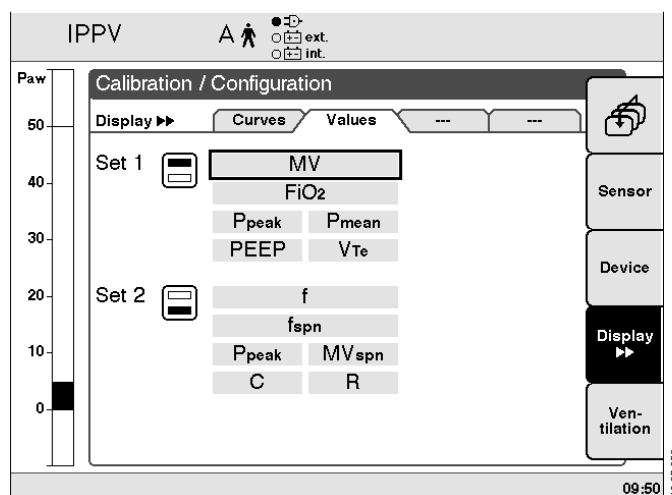 IPPV A ext.
int.
Paw
Calibration / Configuration
Display ▶▶ Curves Values --- ---
50
40
30
20
10
0
Set 1 MV
FiO2
Ppeak Pmean
PEEP VTe
Set 2 f
fspn
Ppeak MVspn
C R
Sensor
Device
Display
▶▶
Ven-
tilation
09:50